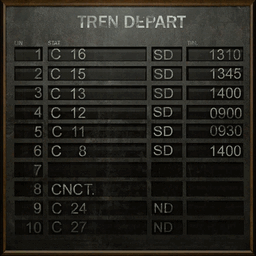 TREN DEPART
1 C 16 SD 1310
2 C 15 SD 1345
3 C 13 SD 1400
4 C 12 SD 0900
5 C 11 SD 0930
6 C 8 SD 1400
7
8 CNCT.
9 C 24 ND
10 C 27 ND